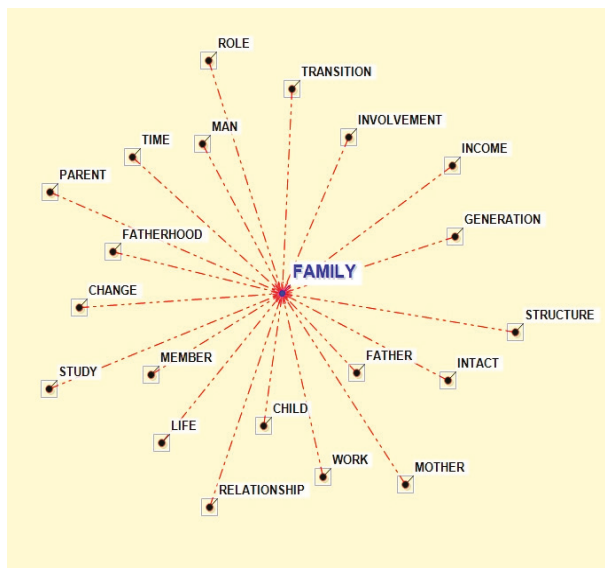 ROLE
TRANSITION
INVOLVEMENT
MAN
TIME
INCOME
PARENT
GENERATION
FATHERHOOD
FAMILY
CHANGE
STRUCTURE
FATHER
MEMBER
INTACT
STUDY
CHILD
LIFE
WORK
MOTHER
RELATIONSHIP